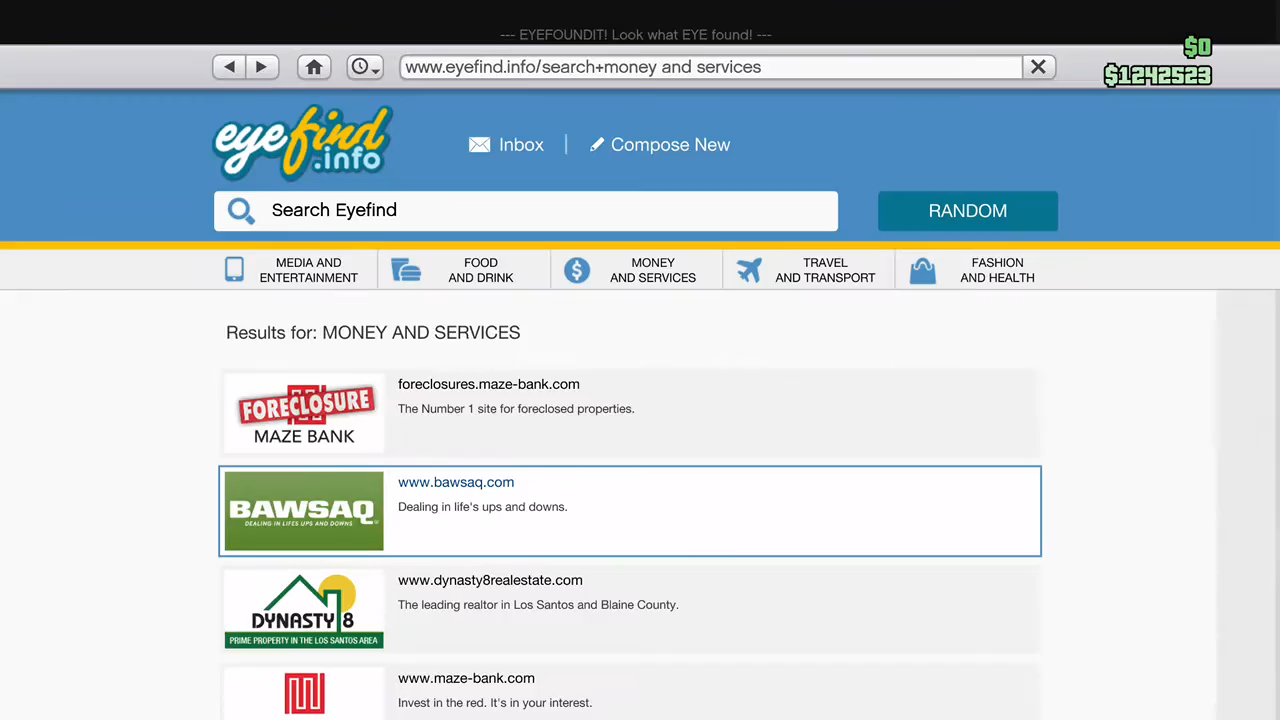 --- EYEFOUNDIT! Look what EYE found! ---
$0
www.eyefind.info/search+money and services
$1242523
eyefind
.info
Inbox
Compose New
Search Eyefind
RANDOM
MEDIA AND
ENTERTAINMENT
FOOD
AND DRINK
MONEY
AND SERVICES
TRAVEL
AND TRANSPORT
FASHION
AND HEALTH
Results for: MONEY AND SERVICES
FORECLOSURE
MAZE BANK
foreclosures.maze-bank.com
The Number 1 site for foreclosed properties.
BAWSAQ
DEALING IN LIFE'S UPS AND DOWNS
www.bawsaq.com
Dealing in life's ups and downs.
DYNASTY 8
PRIME PROPERTY IN THE LOS SANTOS AREA
www.dynasty8realestate.com
The leading realtor in Los Santos and Blaine County.
www.maze-bank.com
Invest in the red. It's in your interest.